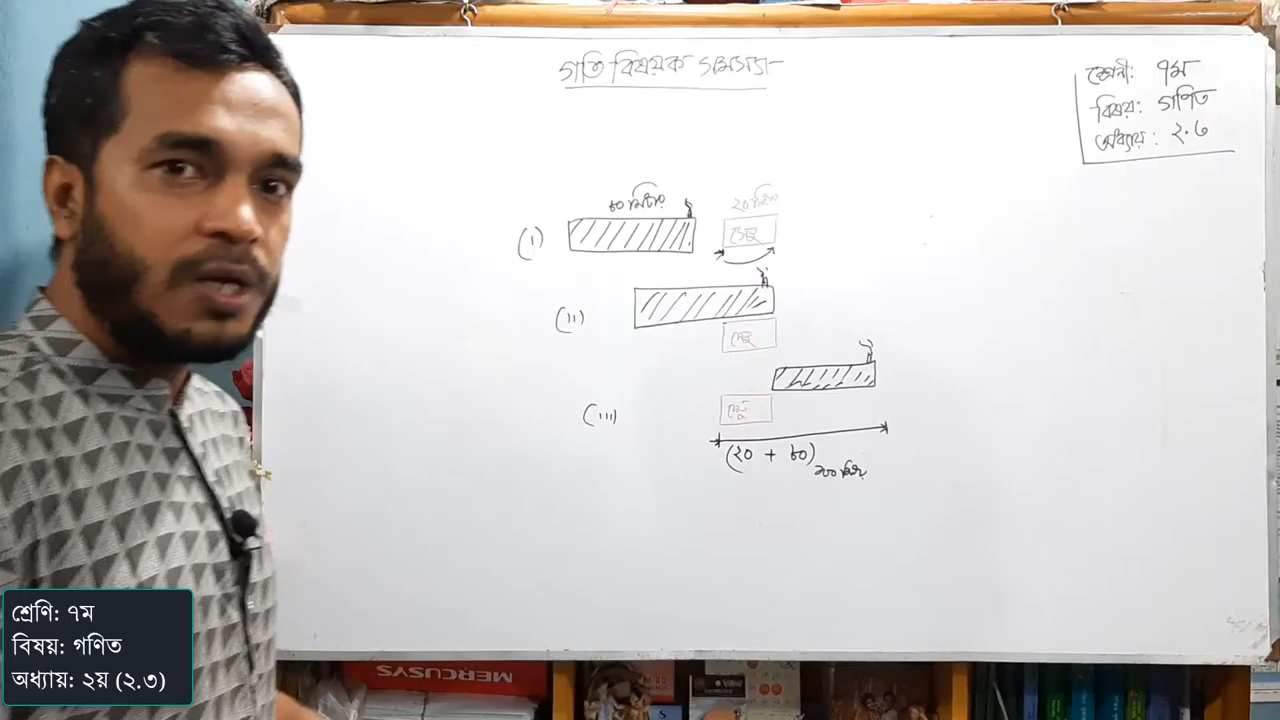 গতি বিষয়ক সমস্যা
শ্রেণী: ৭ম
বিষয়: গণিত
অধ্যায়: ২.৩
৮০ মিটার
২০ মিটার
(i)
সেতু
(ii)
সেতু
(iii)
সেতু
(২০ + ৮০)
১০০ মিটার
MERCUSYS
শ্রেণি: ৭ম
বিষয়: গণিত
অধ্যায়: ২য় (২.৩)